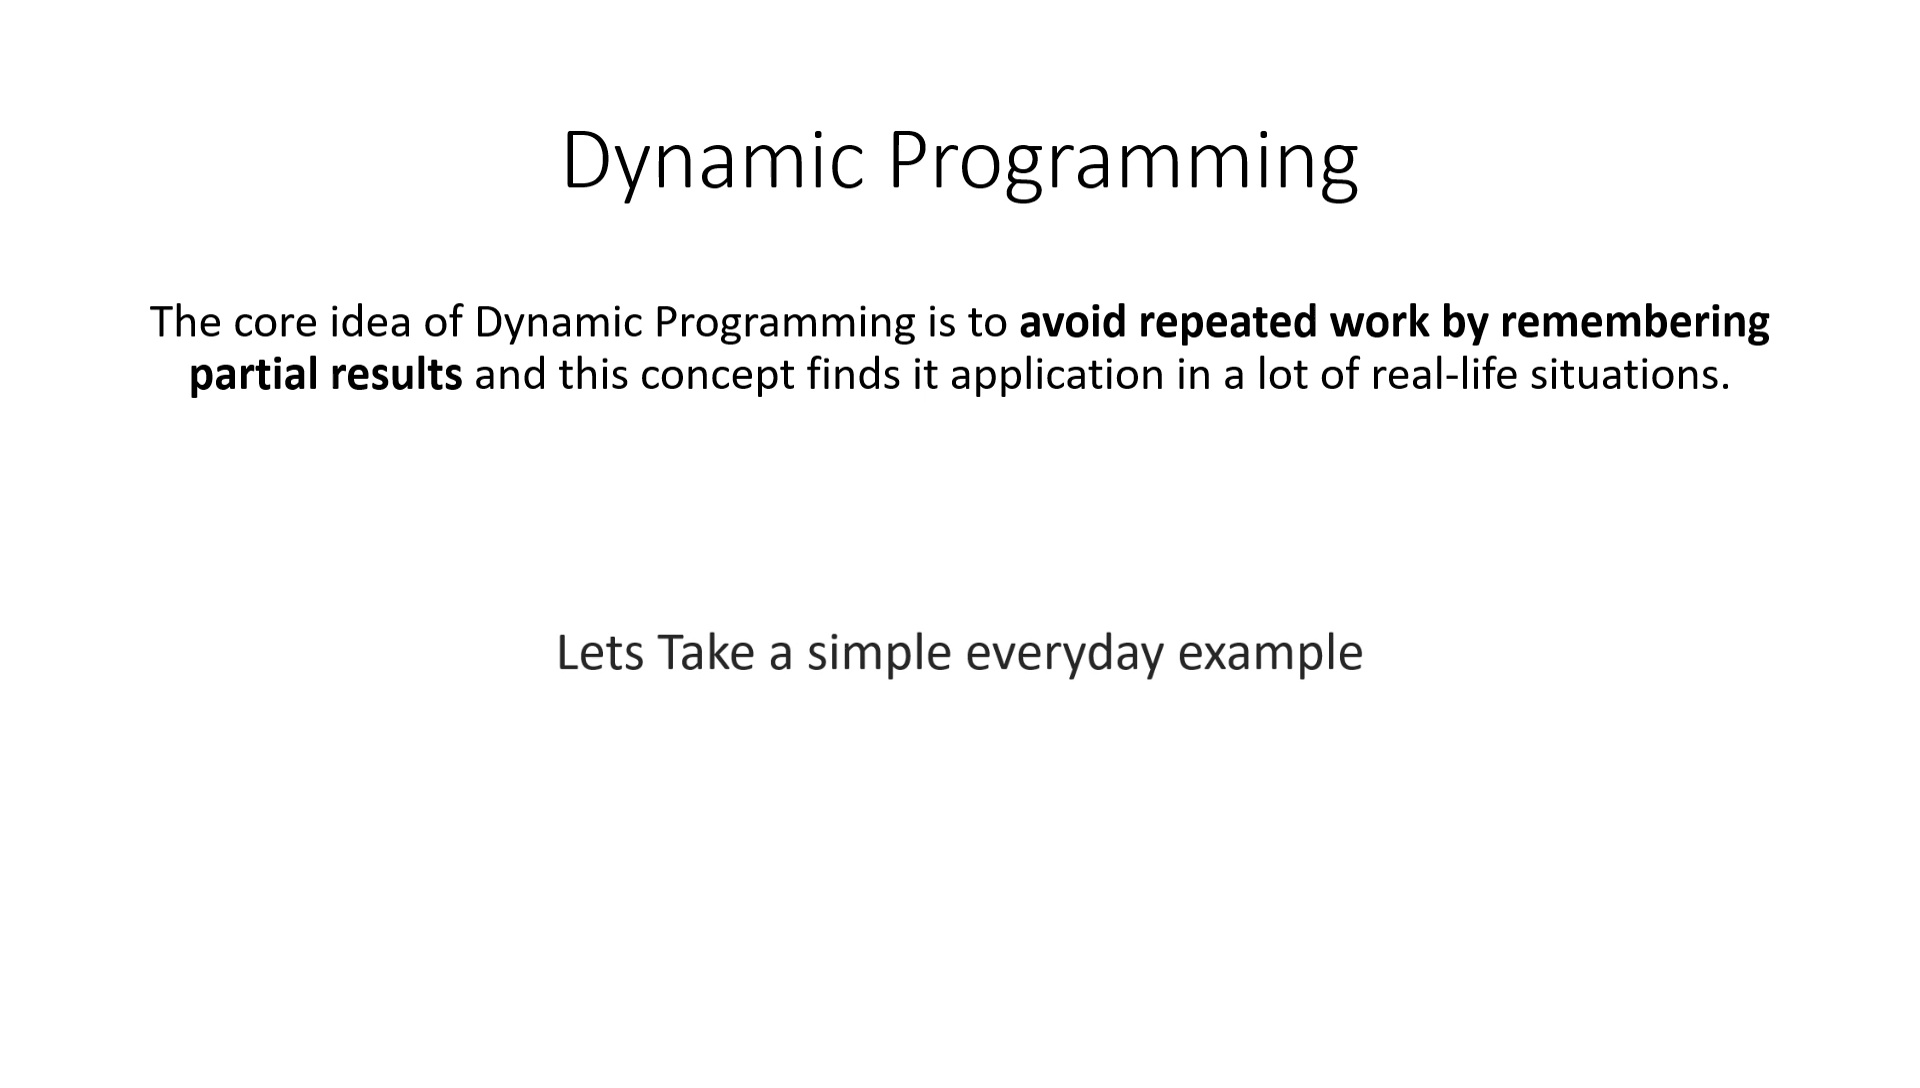 Dynamic Programming
The core idea of Dynamic Programming is to avoid repeated work by remembering
partial results and this concept finds it application in a lot of real-life situations.
Lets Take a simple everyday example